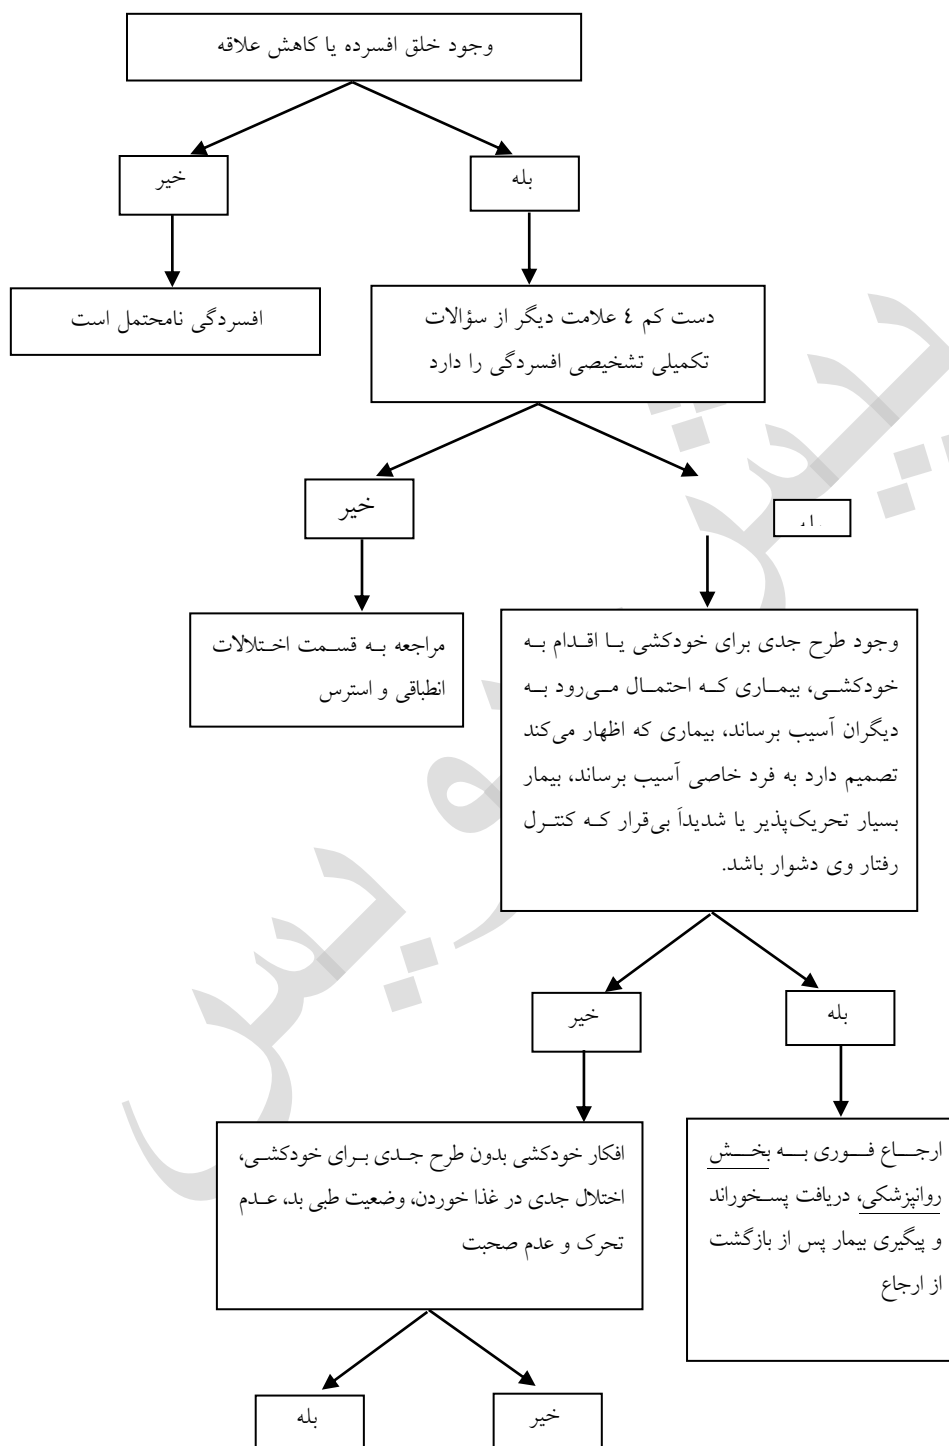 وجود خلق افسرده یا کاهش علاقه
بله
خیر
افسردگی نامحتمل است
دست کم ٤ علامت دیگر از سؤالات
تکمیلی تشخیصی افسردگی را دارد
خیر
بله
مراجعه به قسمت اختلالات
انطباقی و استرس
وجود طرح جدی برای خودکشی یا اقدام به
خودکشی، بیماری که احتمال می‌رود به
دیگران آسیب برساند، بیماری که اظهار می‌کند
تصمیم دارد به فرد خاصی آسیب برساند، بیمار
بسیار تحریک‌پذیر یا شدیداَ بی‌قرار که کنترل
رفتار وی دشوار باشد.
بله
خیر
ارجاع فوری به بخش
روانپزشکی، دریافت پسخوراند
و پیگیری بیمار پس از بازگشت
از ارجاع
افکار خودکشی بدون طرح جدی برای خودکشی،
اختلال جدی در غذا خوردن، وضعیت طبی بد، عدم
تحرک و عدم صحبت
خیر
بله
پیش نویس